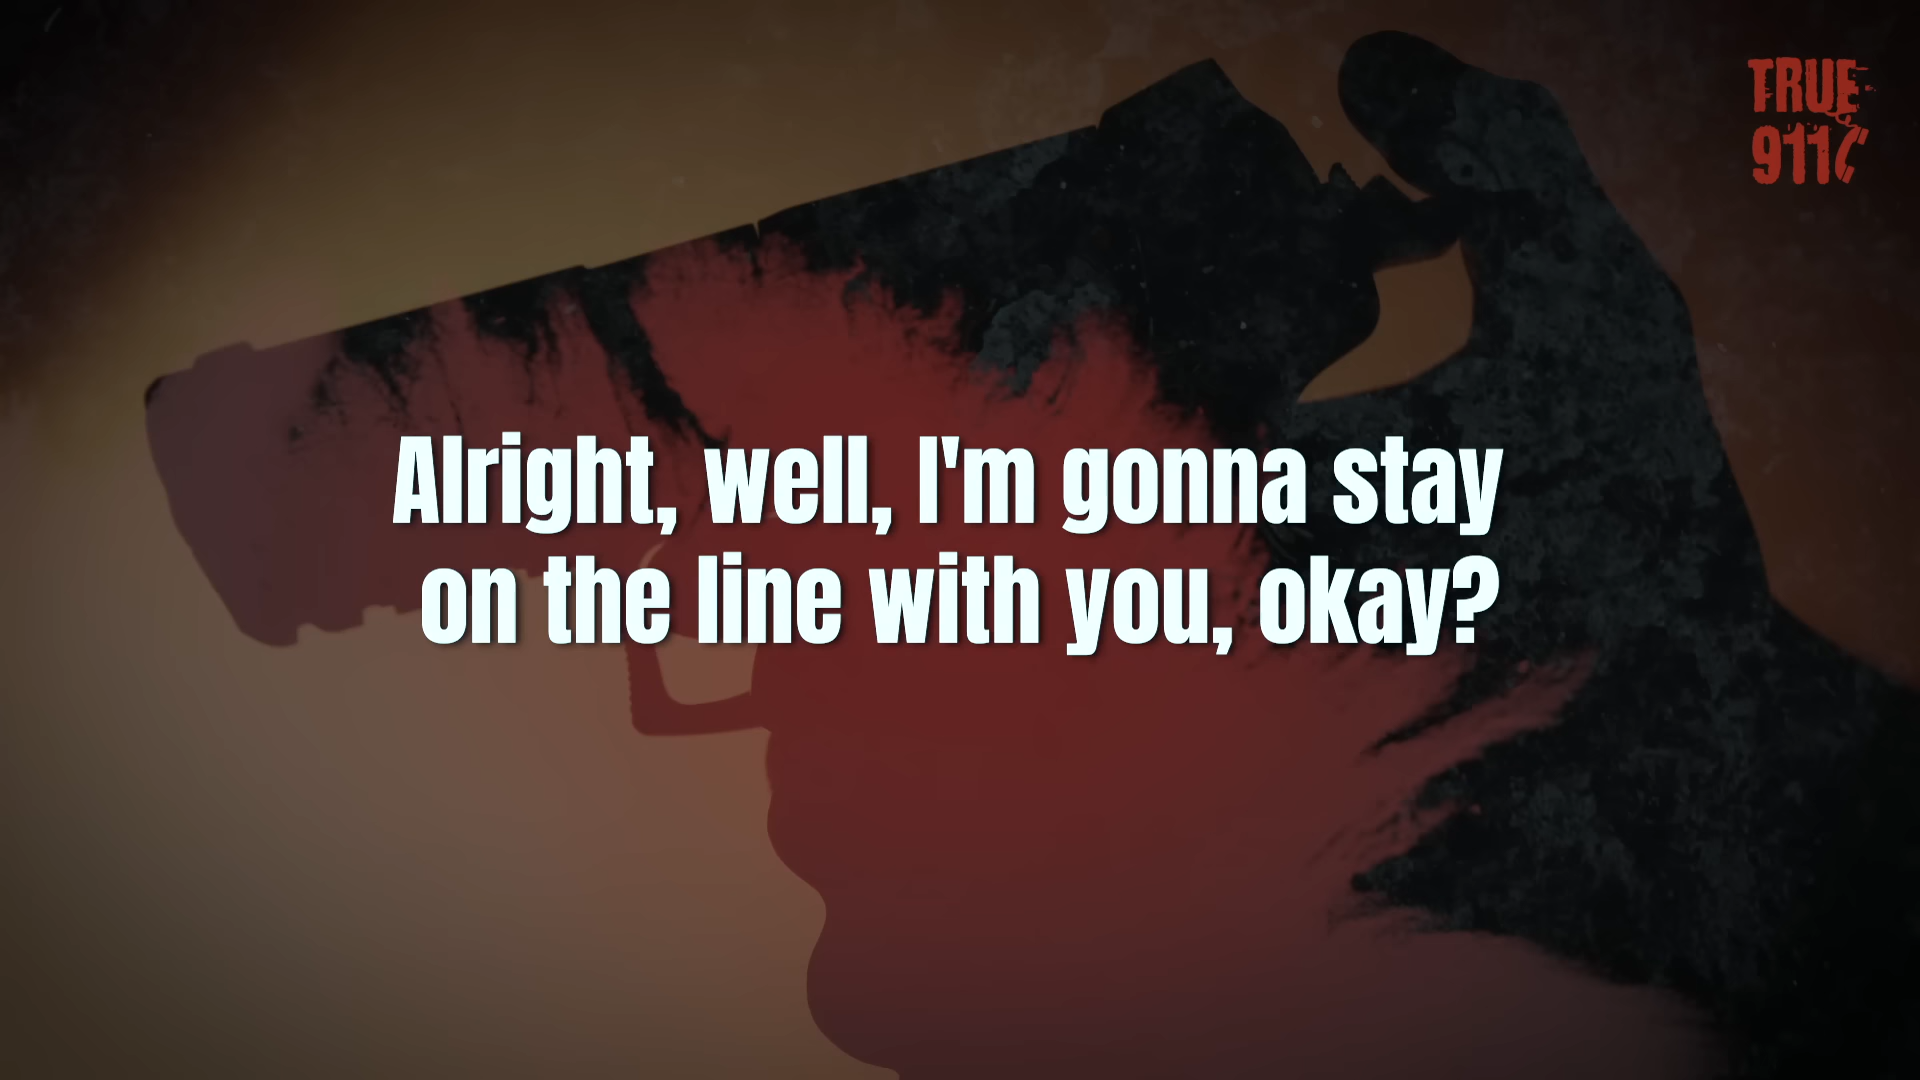 TRUE
911
Alright, well, I'm gonna stay
on the line with you, okay?